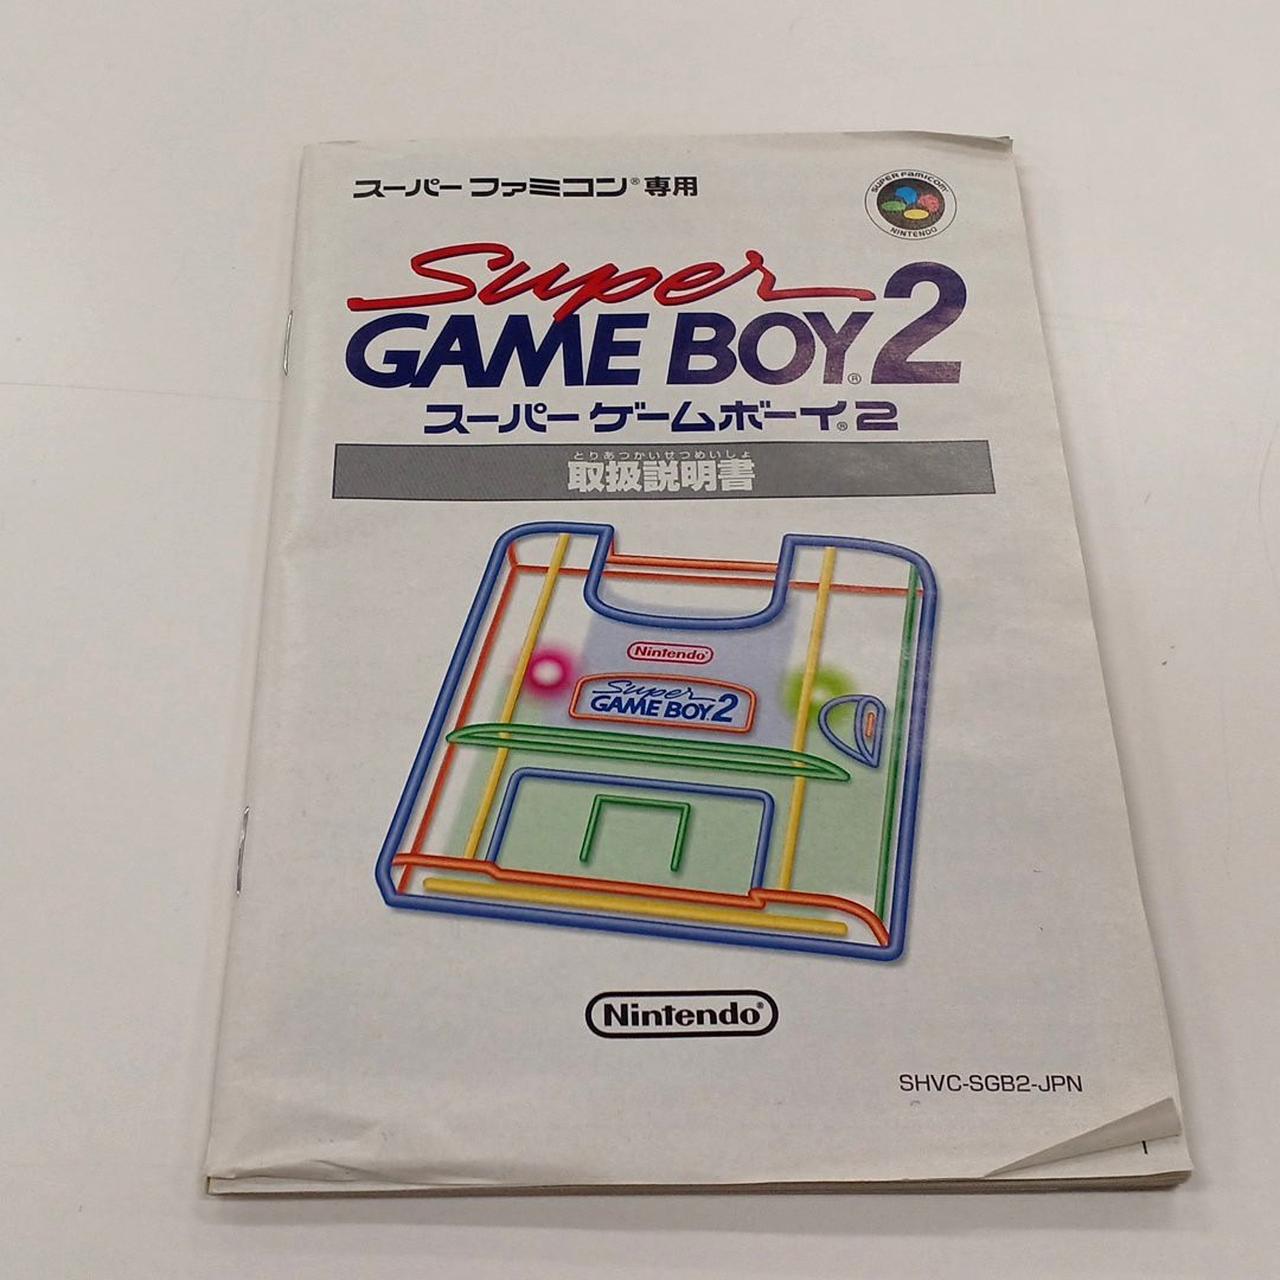 スーパーファミコン®専用
SUPER FAMICOM
NINTENDO
Super
GAME BOY®2
スーパーゲームボーイ®2
とりあつかいせつめいしょ
取扱説明書
Nintendo®
Super
GAME BOY 2
Nintendo®
SHVC-SGB2-JPN